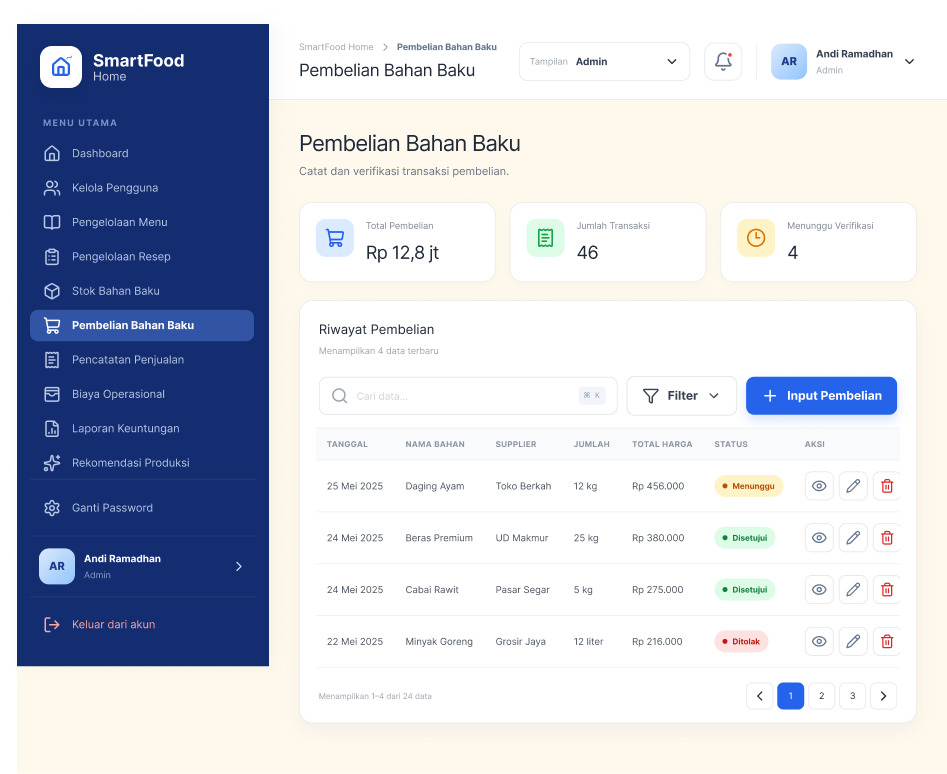 SmartFood
Home
MENU UTAMA
Dashboard
Kelola Pengguna
Pengelolaan Menu
Pengelolaan Resep
Stok Bahan Baku
Pembelian Bahan Baku
Pencatatan Penjualan
Biaya Operasional
Laporan Keuntungan
Rekomendasi Produksi
Ganti Password
AR
Andi Ramadhan
Admin
Keluar dari akun
SmartFood Home > Pembelian Bahan Baku
Pembelian Bahan Baku
Tampilan Admin
AR
Andi Ramadhan
Admin
Pembelian Bahan Baku
Catat dan verifikasi transaksi pembelian.
Total Pembelian
Rp 12,8 jt
Jumlah Transaksi
46
Menunggu Verifikasi
4
Riwayat Pembelian
Menampilkan 4 data terbaru
Cari data... ⌘ K
Filter
+ Input Pembelian
TANGGAL NAMA BAHAN SUPPLIER JUMLAH TOTAL HARGA STATUS AKSI
25 Mei 2025 Daging Ayam Toko Berkah 12 kg Rp 456.000 Menunggu
24 Mei 2025 Beras Premium UD Makmur 25 kg Rp 380.000 Disetujui
24 Mei 2025 Cabai Rawit Pasar Segar 5 kg Rp 275.000 Disetujui
22 Mei 2025 Minyak Goreng Grosir Jaya 12 liter Rp 216.000 Ditolak
Menampilkan 1-4 dari 24 data
1 2 3